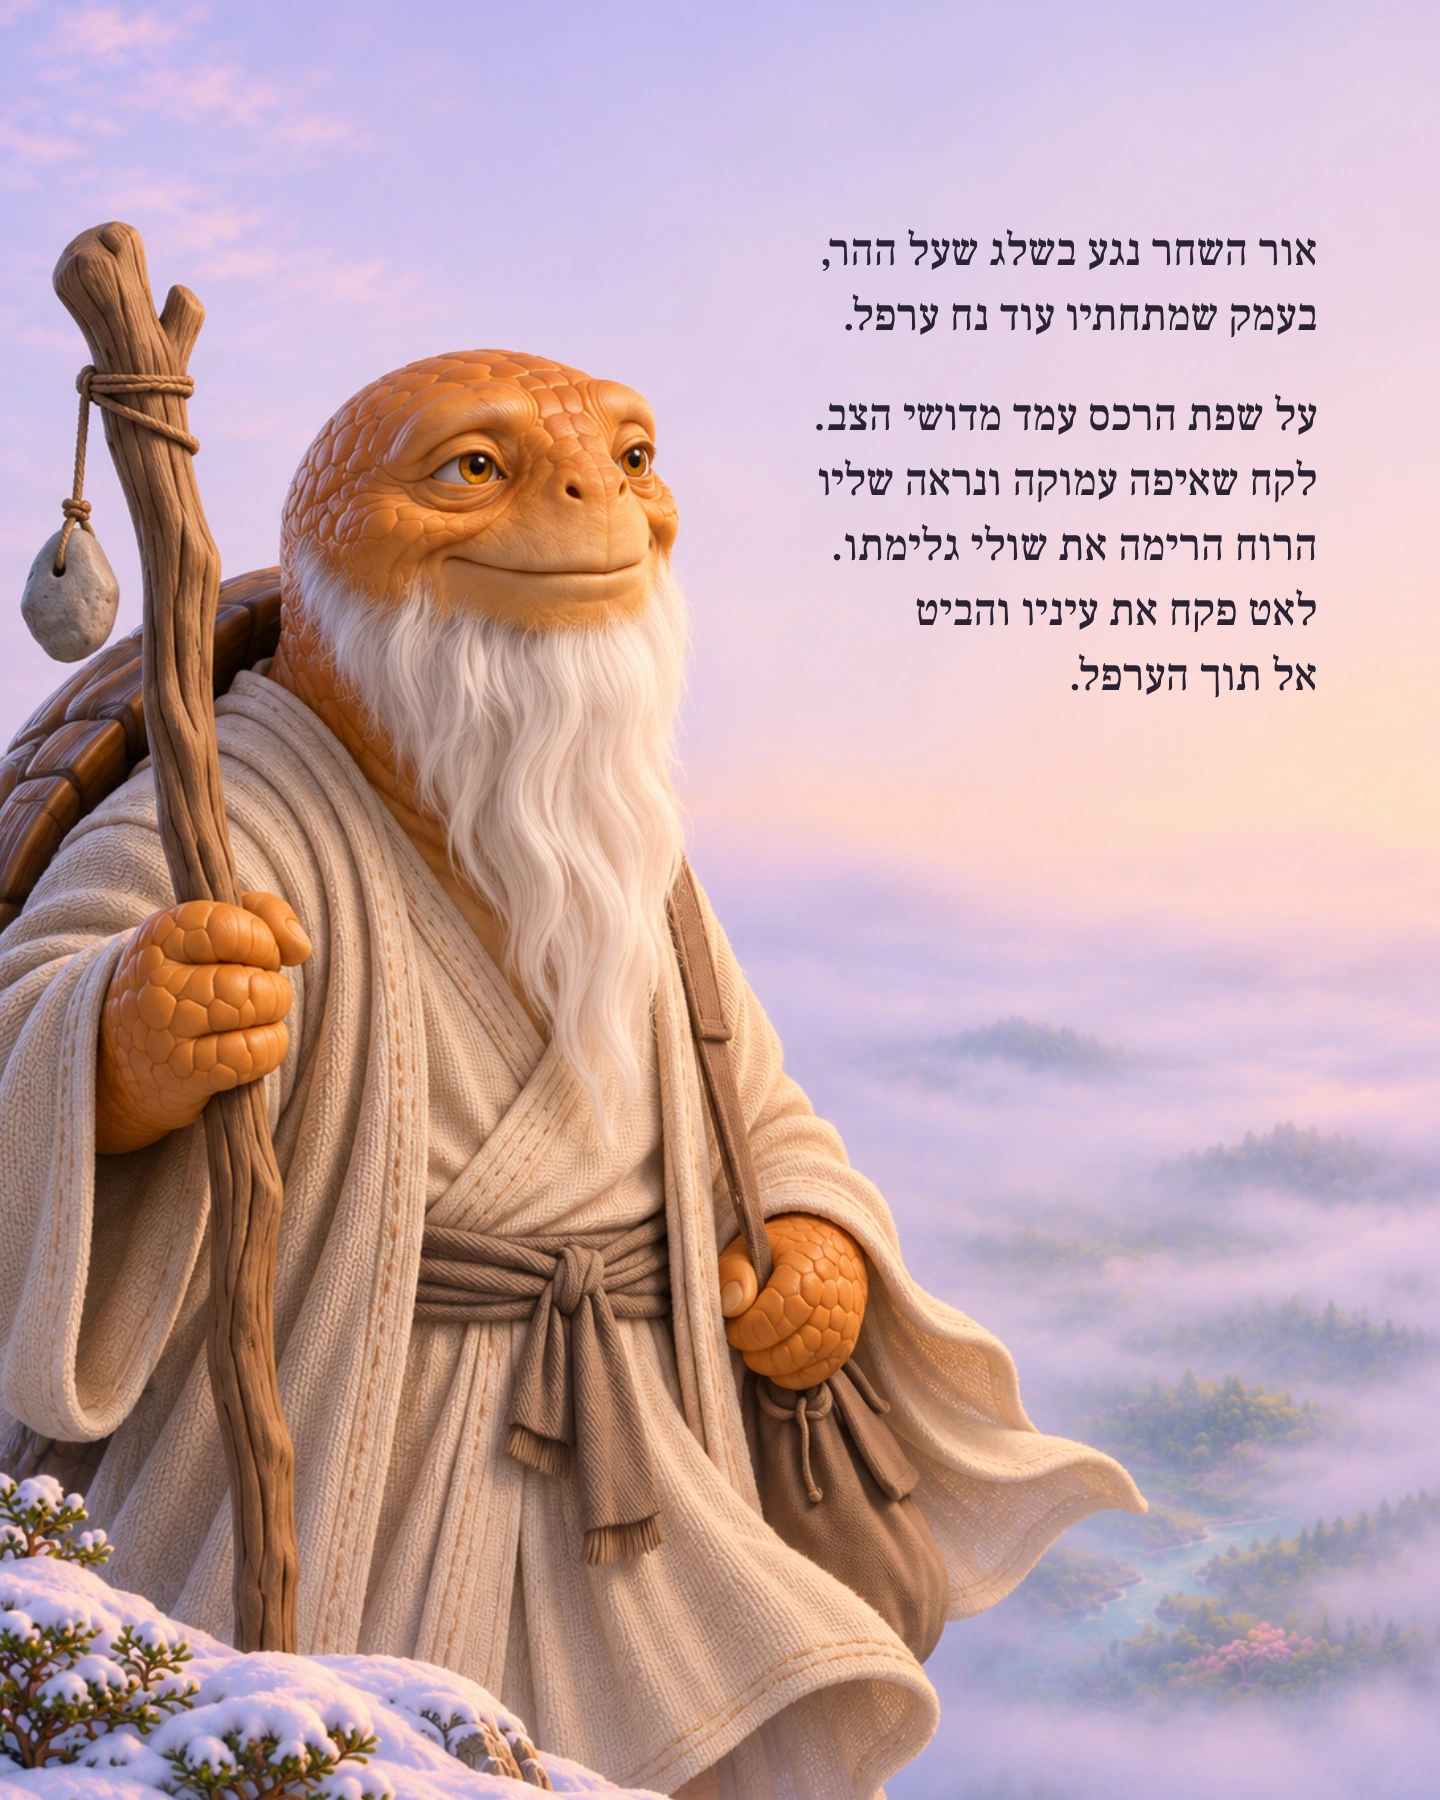 אור השחר נגע בשלג שעל ההר,
בעמק שמתחתיו עוד נח ערפל.
על שפת הרכס עמד מדושי הצב.
לקח שאיפה עמוקה ונראה שליו
הרוח הרימה את שולי גלימתו.
לאט פקח את עיניו והביט
אל תוך הערפל.